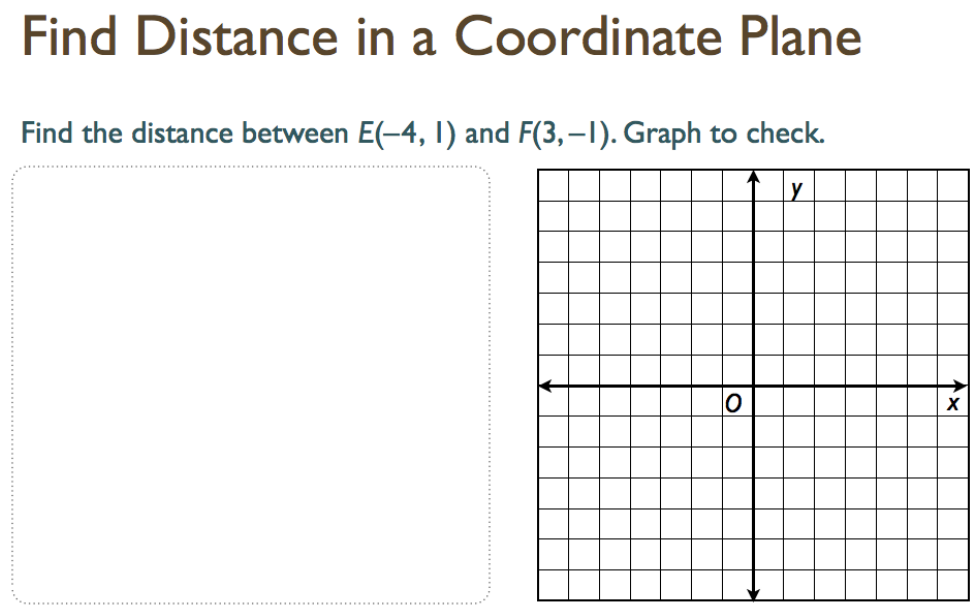 Find Distance in a Coordinate Plane
Find the distance between E(–4, 1) and F(3, –1). Graph to check.
y
O
x